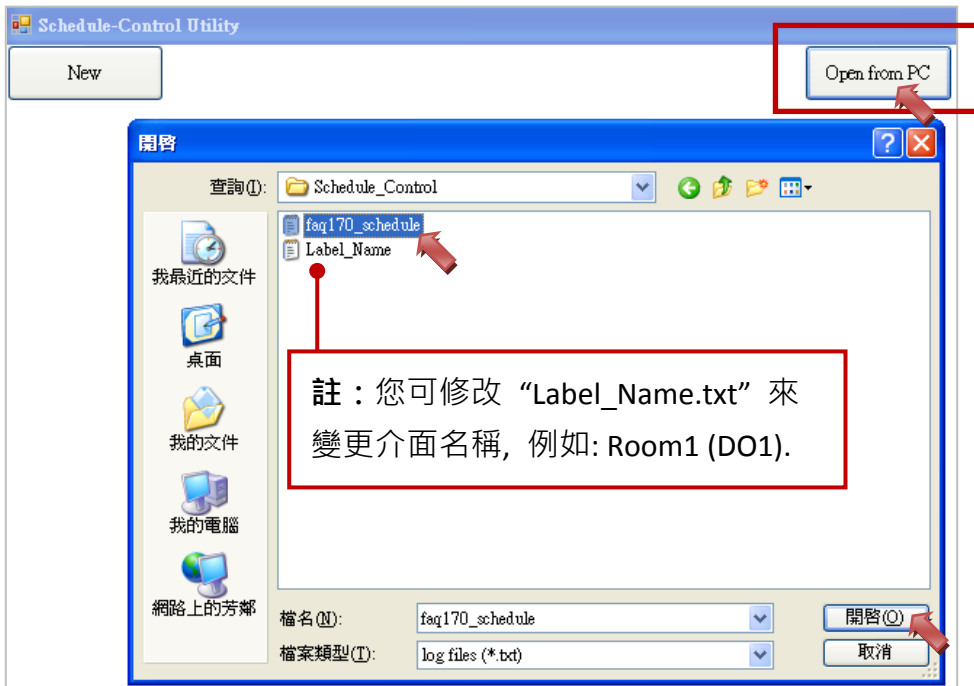 Schedule-Control Utility
New
Open from PC
開啓
查詢(I):
Schedule_Control
faq170_schedule
Label_Name
我最近的文件
桌面
我的文件
我的電腦
網路上的芳鄰
註：您可修改 “Label_Name.txt” 來
變更介面名稱, 例如: Room1 (DO1).
檔名(N):
faq170_schedule
開啓(O)
檔案類型(T):
log files (*.txt)
取消